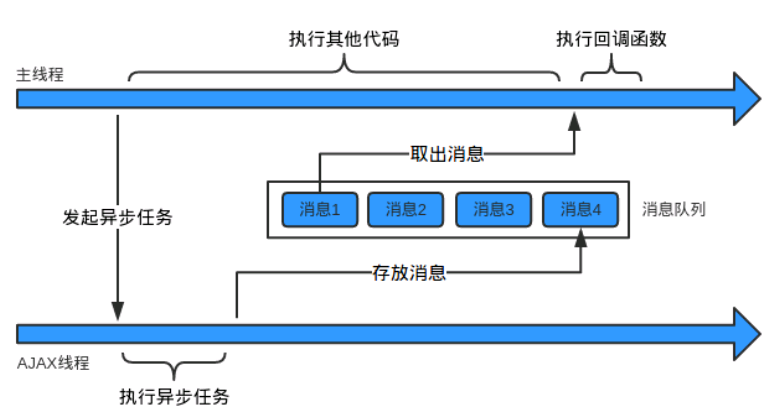 执行其他代码
执行回调函数
主线程
取出消息
消息1
消息2
消息3
消息4
消息队列
发起异步任务
存放消息
AJAX线程
执行异步任务